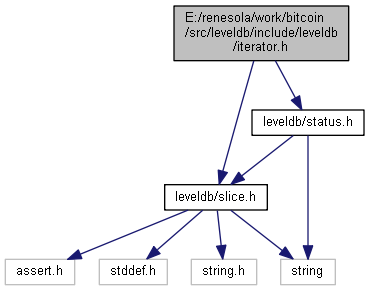 E:/renesola/work/bitcoin
/src/leveldb/include/leveldb
/iterator.h
leveldb/status.h
leveldb/slice.h
assert.h
stddef.h
string.h
string